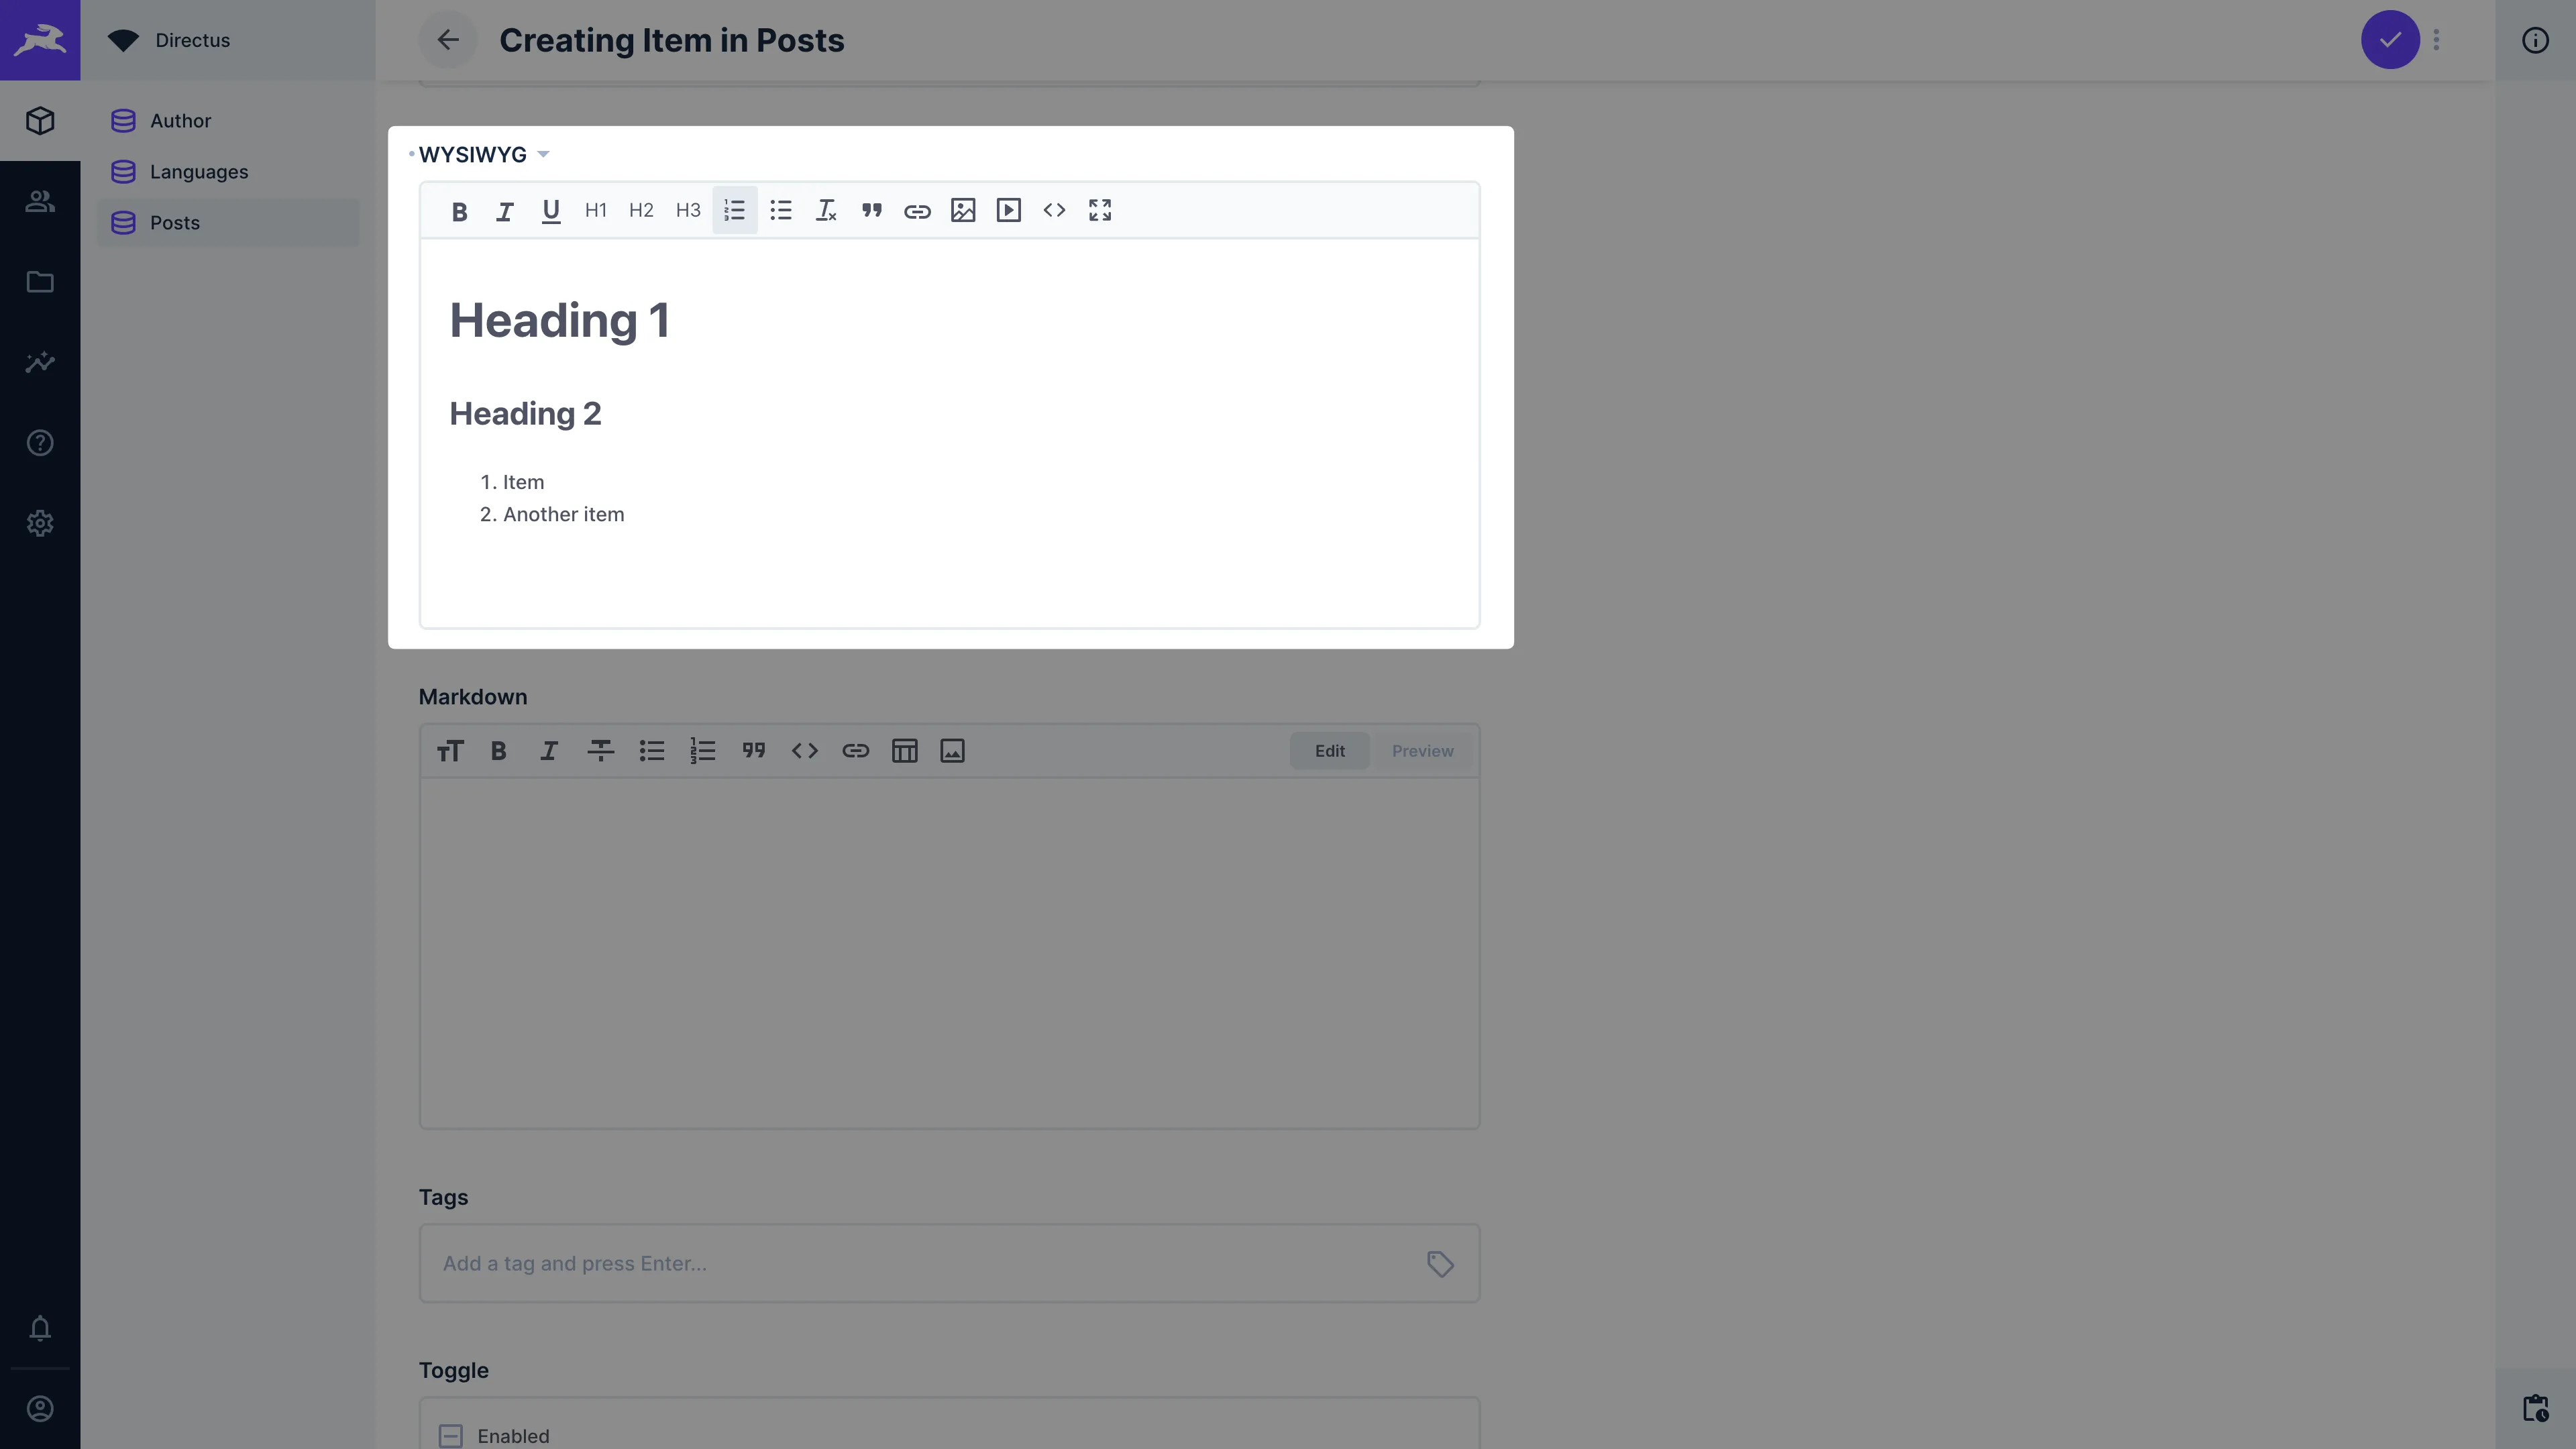 Directus
Creating Item in Posts
Author
Languages
Posts
WYSIWYG
H1 H2 H3
Heading 1
Heading 2
1. Item
2. Another item
Markdown
Edit Preview
Tags
Add a tag and press Enter...
Toggle
Enabled